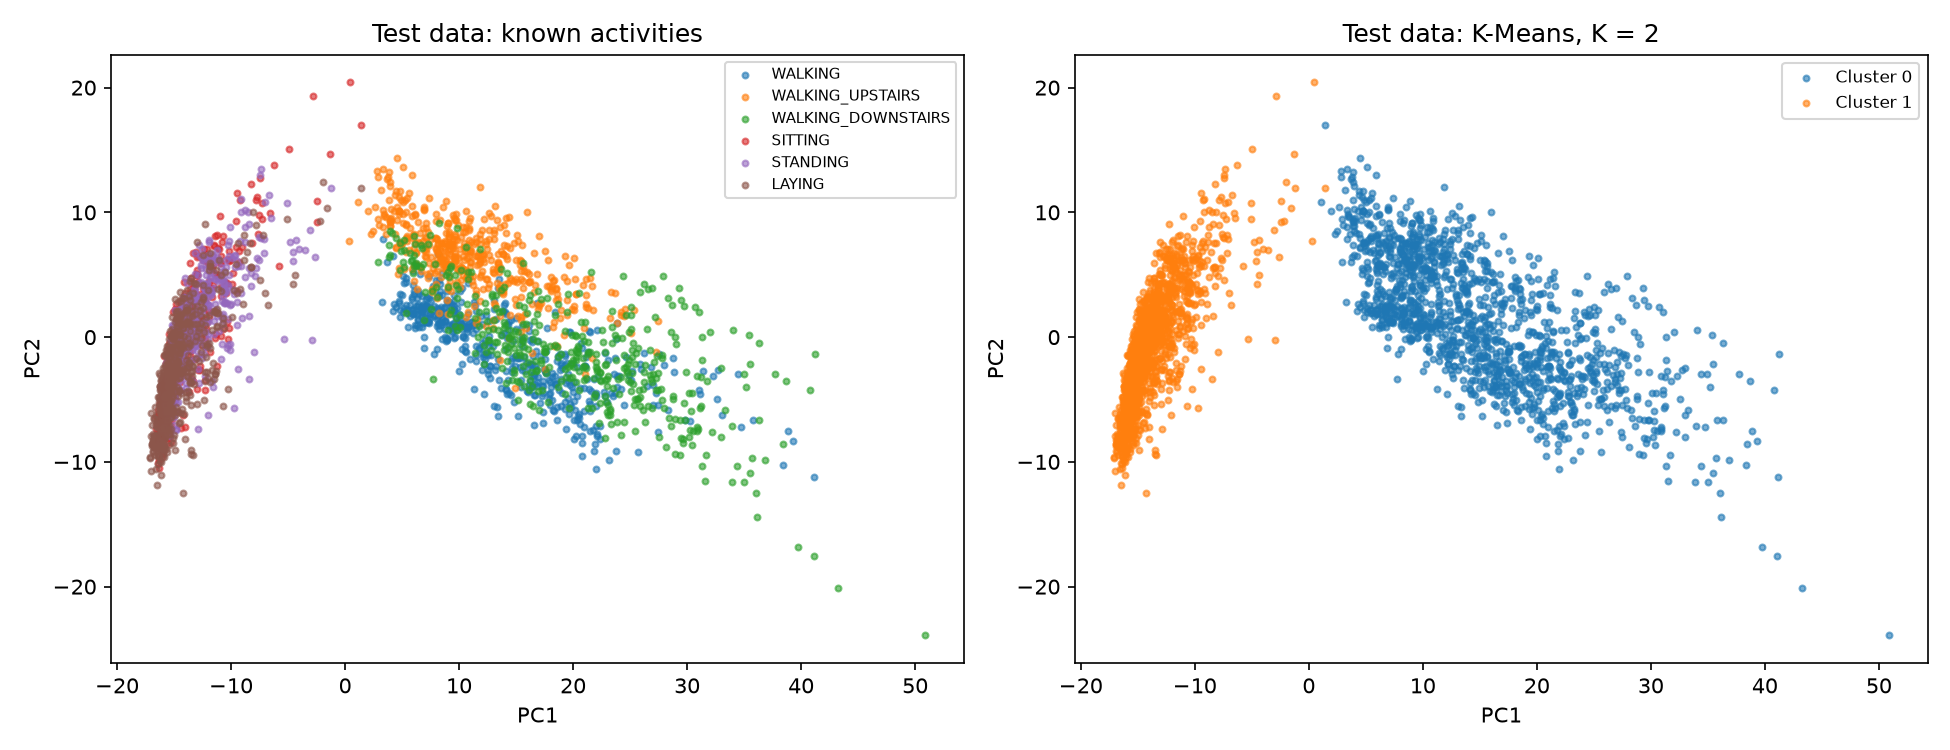 Test data: known activities
WALKING
WALKING_UPSTAIRS
WALKING_DOWNSTAIRS
SITTING
STANDING
LAYING
20
10
0
−10
−20
PC2
−20 −10 0 10 20 30 40 50
PC1
Test data: K-Means, K = 2
Cluster 0
Cluster 1
20
10
0
−10
−20
PC2
−20 −10 0 10 20 30 40 50
PC1